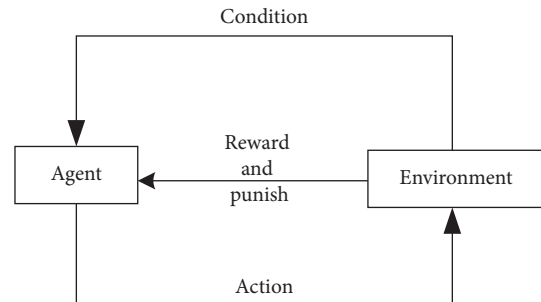 Condition
Reward
and
punish
Agent
Environment
Action